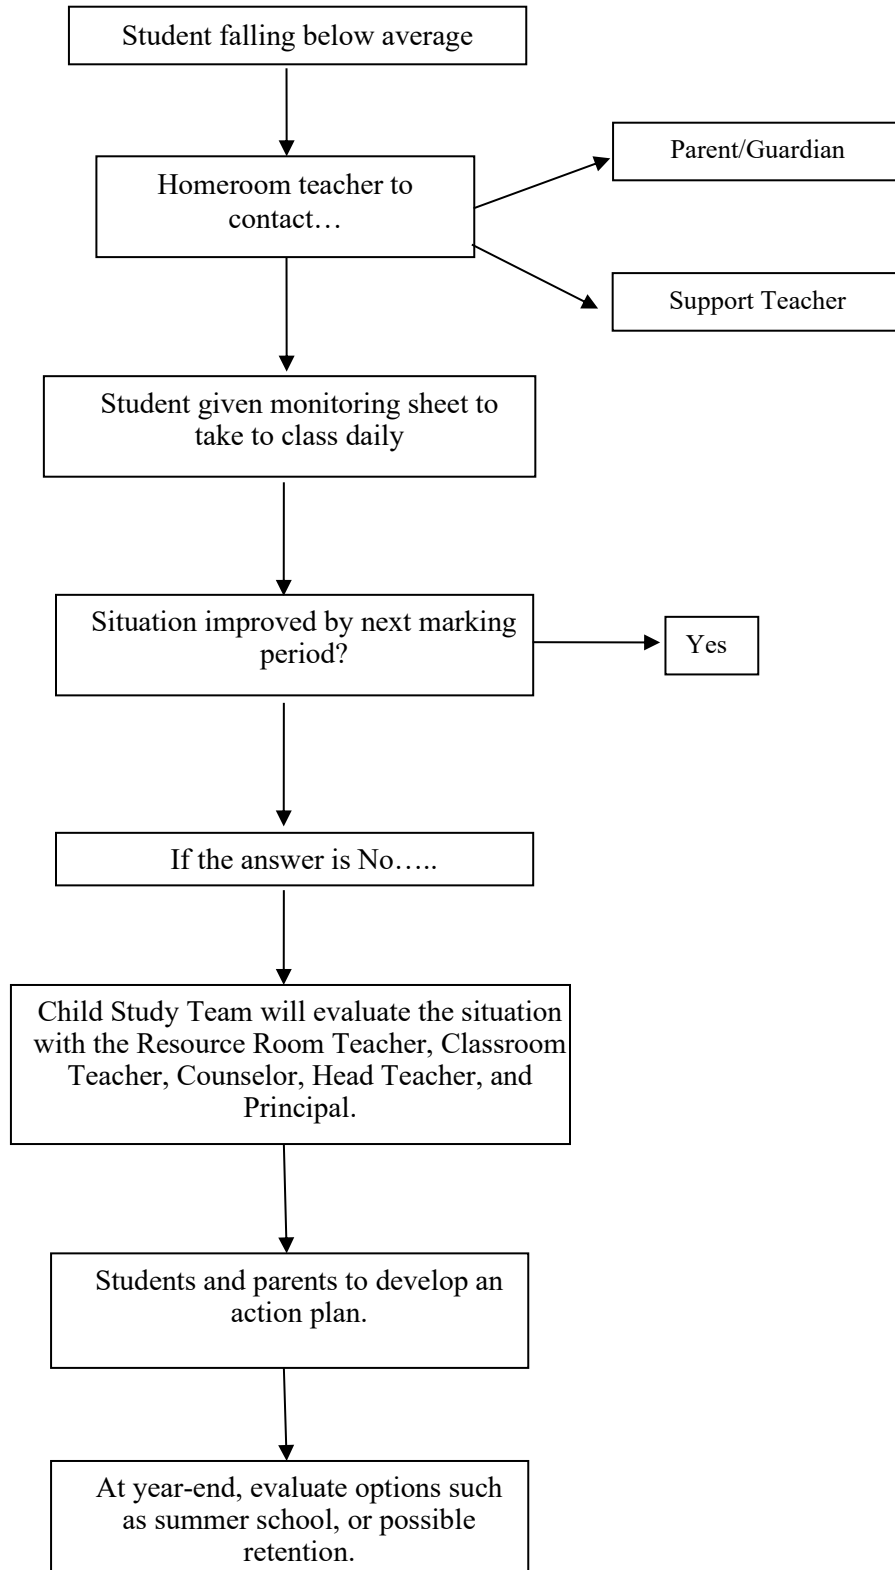 Student falling below average
Parent/Guardian
Homeroom teacher to
contact…
Support Teacher
Student given monitoring sheet to
take to class daily
Situation improved by next marking
period?
Yes
If the answer is No…..
Child Study Team will evaluate the situation
with the Resource Room Teacher, Classroom
Teacher, Counselor, Head Teacher, and
Principal.
Students and parents to develop an
action plan.
At year-end, evaluate options such
as summer school, or possible
retention.